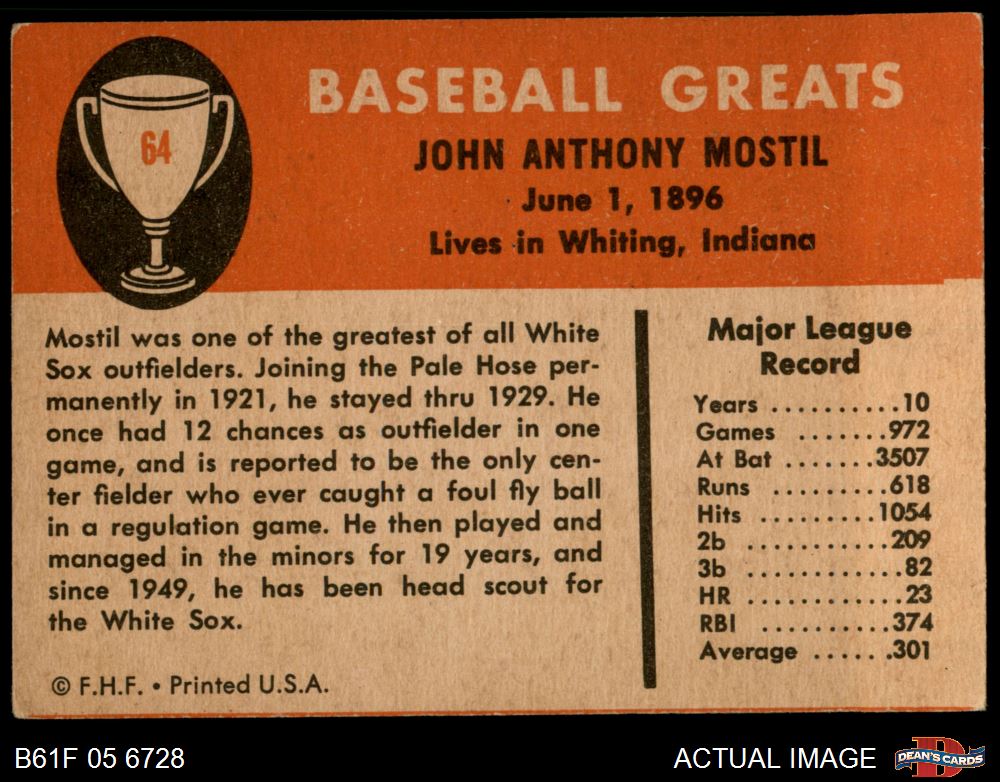 64
BASEBALL GREATS
JOHN ANTHONY MOSTIL
June 1, 1896
Lives in Whiting, Indiana
Mostil was one of the greatest of all White
Sox outfielders. Joining the Pale Hose per-
manently in 1921, he stayed thru 1929. He
once had 12 chances as outfielder in one
game, and is reported to be the only cen-
ter fielder who ever caught a foul fly ball
in a regulation game. He then played and
managed in the minors for 19 years, and
since 1949, he has been head scout for
the White Sox.
© F.H.F. • Printed U.S.A.
Major League
Record
Years ..........10
Games .......972
At Bat .......3507
Runs .........618
Hits .........1054
2b ...........209
3b ............82
HR ............23
RBI ..........374
Average ......301
B61F 05 6728
ACTUAL IMAGE
D
DEAN'S CARDS